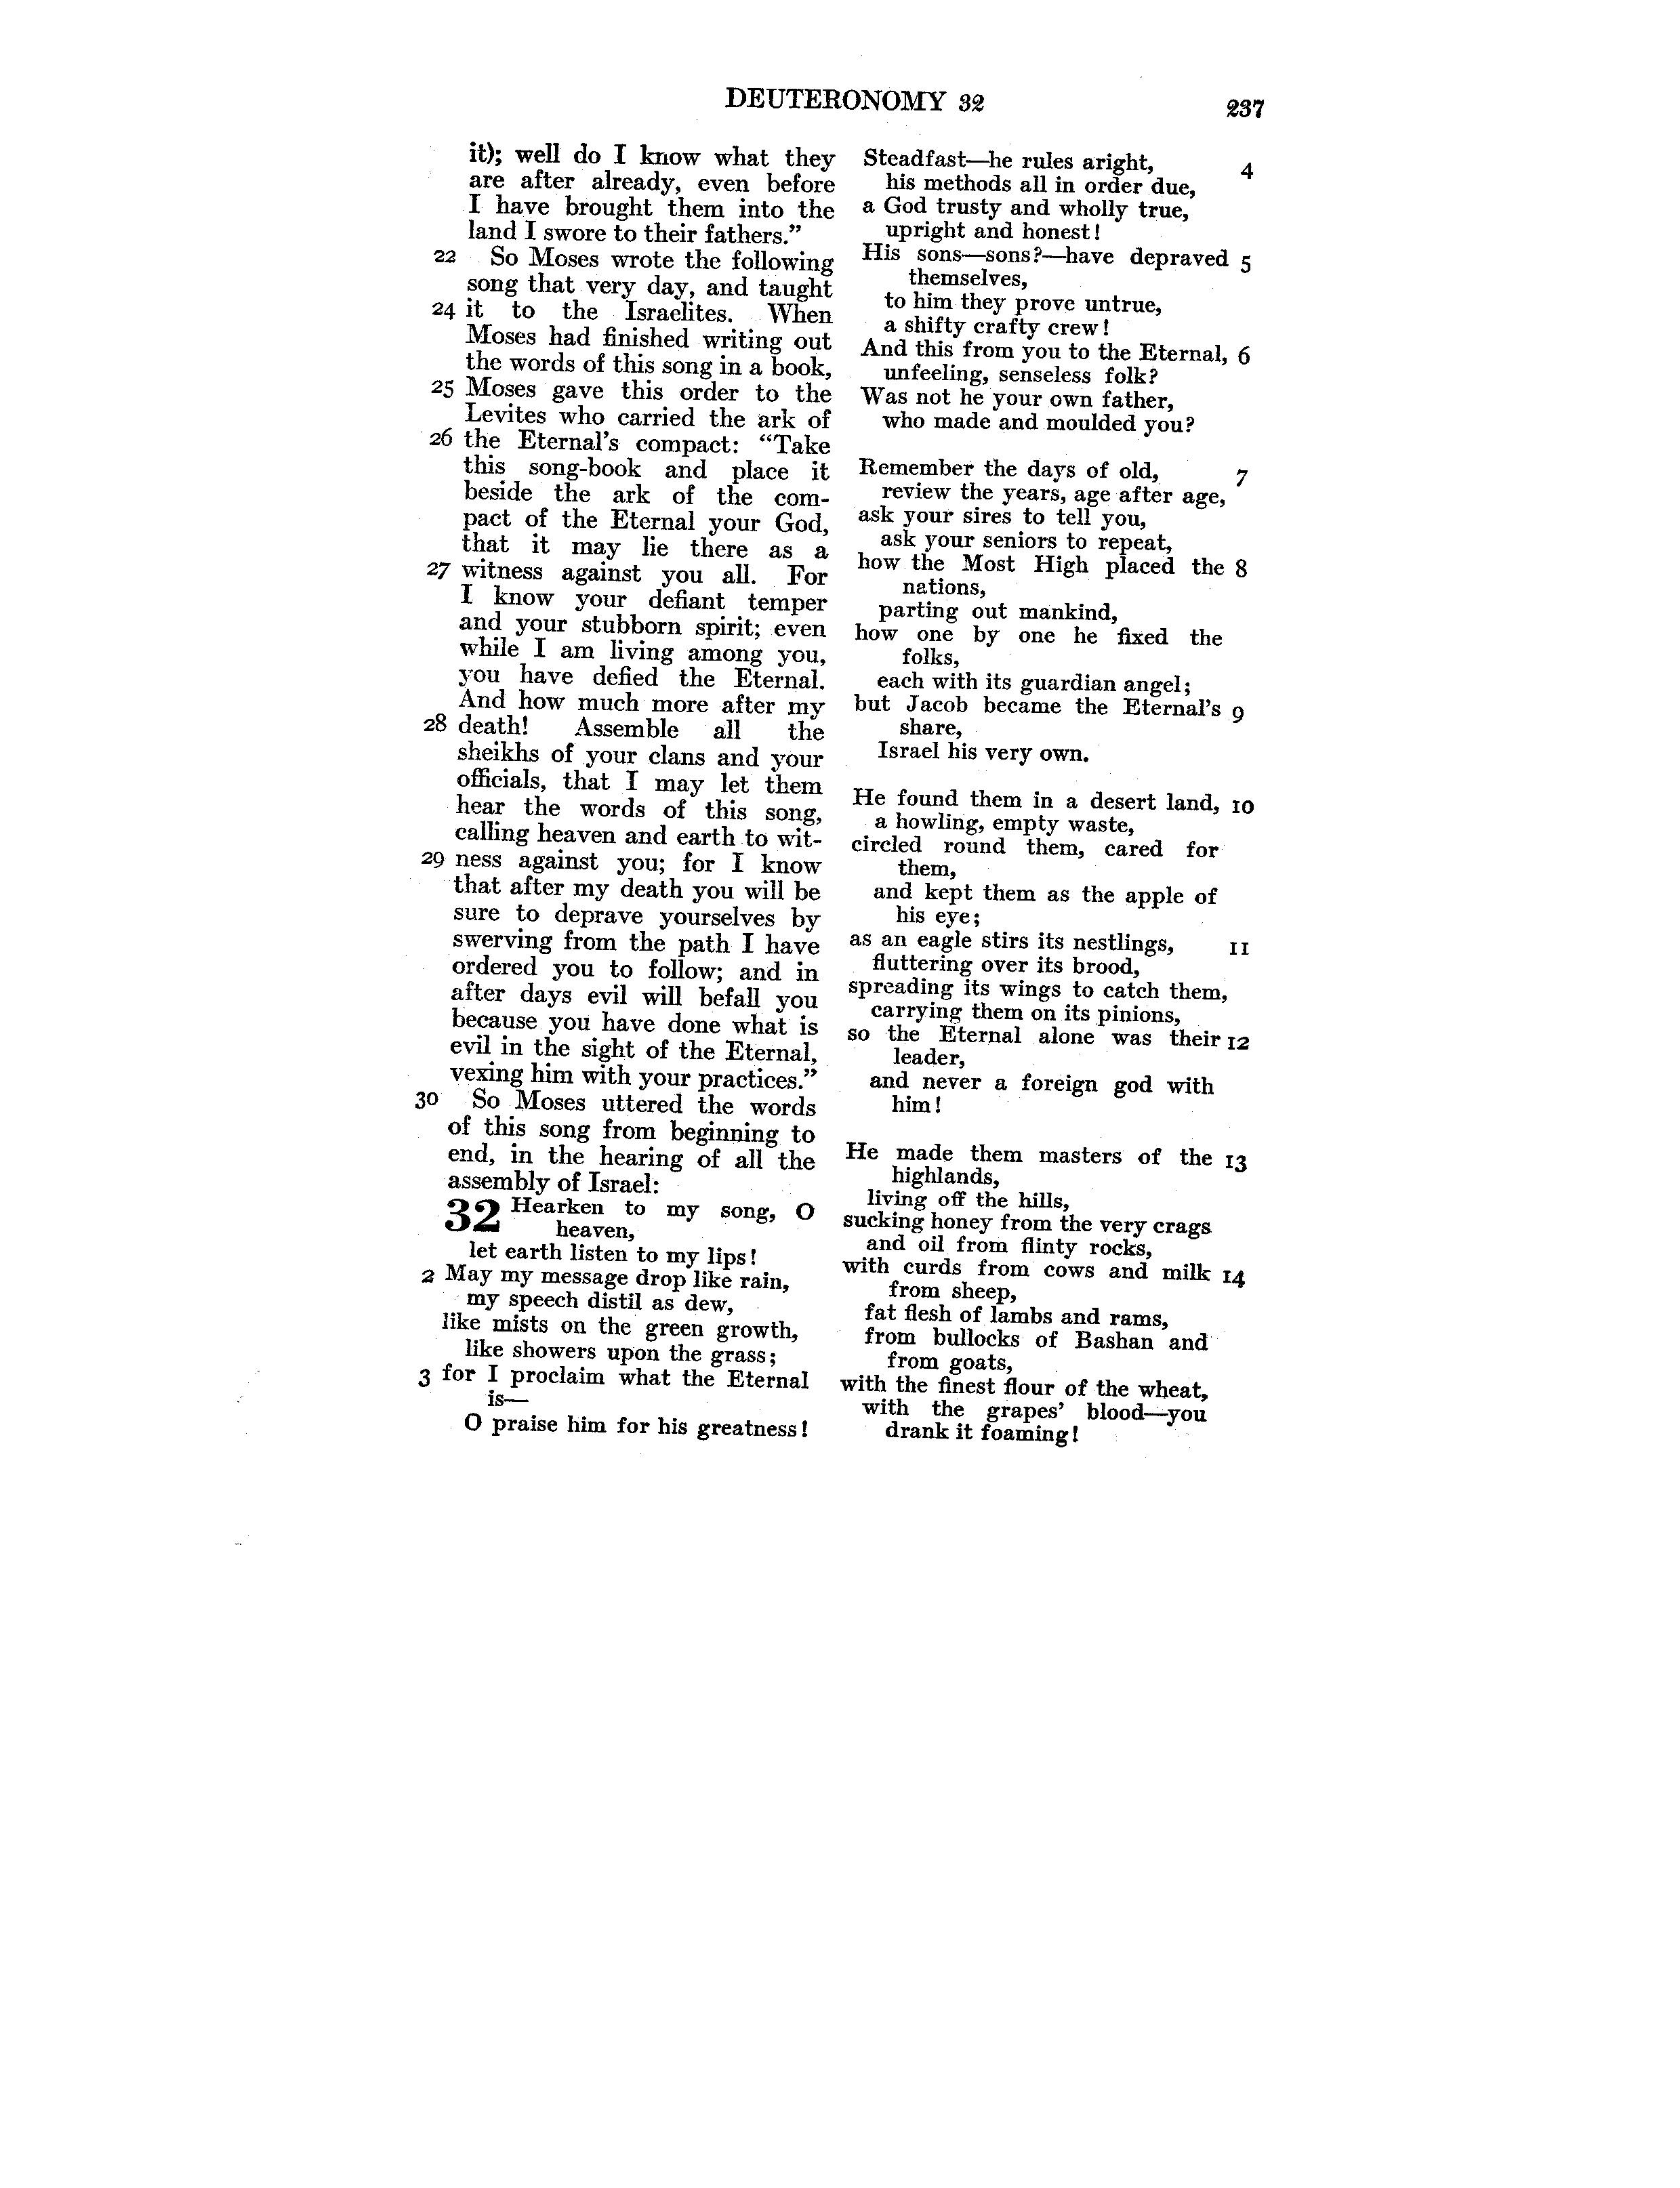 DEUTERONOMY 32
237
it); well do I know what they
are after already, even before
I have brought them into the
land I swore to their fathers.”
22 So Moses wrote the following
song that very day, and taught
24 it to the Israelites. When
Moses had finished writing out
the words of this song in a book,
25 Moses gave this order to the
Levites who carried the ark of
26 the Eternal’s compact: “Take
this song-book and place it
beside the ark of the com-
pact of the Eternal your God,
that it may lie there as a
27 witness against you all. For
I know your defiant temper
and your stubborn spirit; even
while I am living among you,
you have defied the Eternal.
And how much more after my
28 death! Assemble all the
sheikhs of your clans and your
officials, that I may let them
hear the words of this song,
calling heaven and earth to wit-
29 ness against you; for I know
that after my death you will be
sure to deprave yourselves by
swerving from the path I have
ordered you to follow; and in
after days evil will befall you
because you have done what is
evil in the sight of the Eternal,
vexing him with your practices.”
30 So Moses uttered the words
of this song from beginning to
end, in the hearing of all the
assembly of Israel:
32 Hearken to my song, O
heaven,
let earth listen to my lips!
2 May my message drop like rain,
my speech distil as dew,
like mists on the green growth,
like showers upon the grass;
3 for I proclaim what the Eternal
is—
O praise him for his greatness!
Steadfast—he rules aright, 4
his methods all in order due,
a God trusty and wholly true,
upright and honest!
His sons—sons?—have depraved 5
themselves,
to him they prove untrue,
a shifty crafty crew!
And this from you to the Eternal, 6
unfeeling, senseless folk?
Was not he your own father,
who made and moulded you?
Remember the days of old, 7
review the years, age after age,
ask your sires to tell you,
ask your seniors to repeat,
how the Most High placed the 8
nations,
parting out mankind,
how one by one he fixed the
folks,
each with its guardian angel;
but Jacob became the Eternal’s 9
share,
Israel his very own.
He found them in a desert land, 10
a howling, empty waste,
circled round them, cared for
them,
and kept them as the apple of
his eye;
as an eagle stirs its nestlings, 11
fluttering over its brood,
spreading its wings to catch them,
carrying them on its pinions,
so the Eternal alone was their 12
leader,
and never a foreign god with
him!
He made them masters of the 13
highlands,
living off the hills,
sucking honey from the very crags
and oil from flinty rocks,
with curds from cows and milk 14
from sheep,
fat flesh of lambs and rams,
from bullocks of Bashan and
from goats,
with the finest flour of the wheat,
with the grapes’ blood—you
drank it foaming!